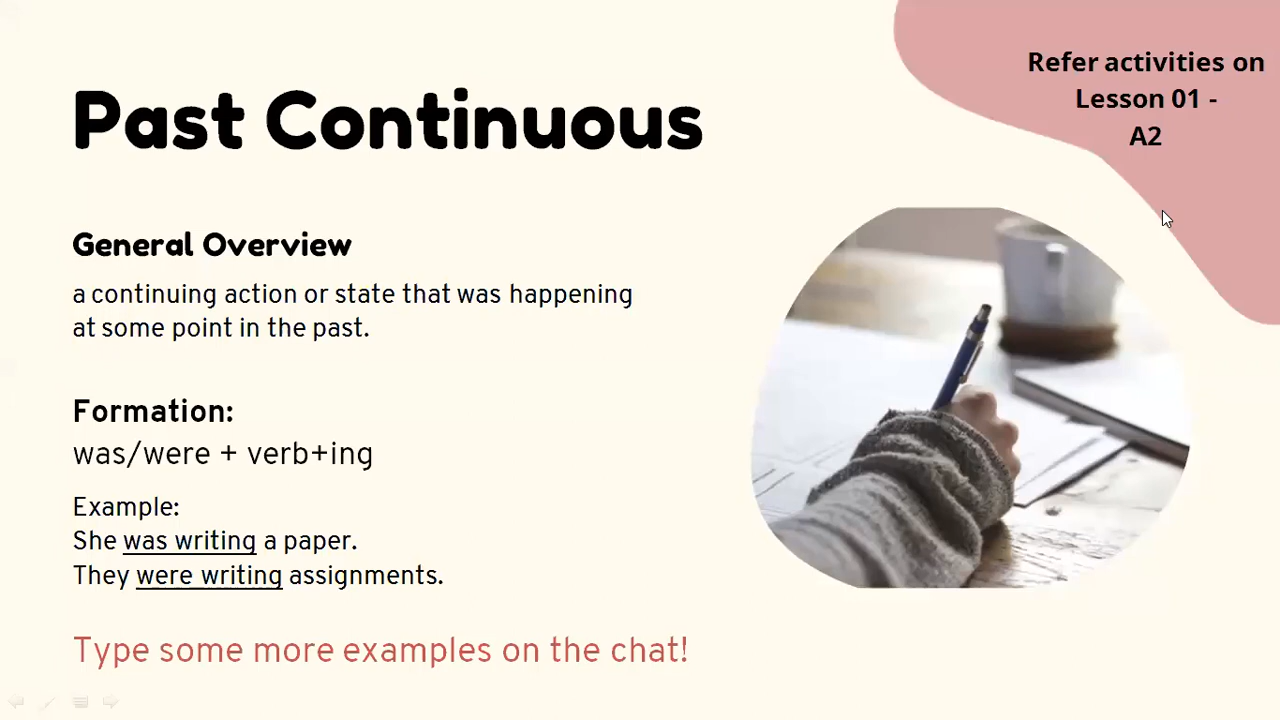 Past Continuous
Refer activities on
Lesson 01 -
A2
General Overview
a continuing action or state that was happening
at some point in the past.
Formation:
was/were + verb+ing
Example:
She was writing a paper.
They were writing assignments.
Type some more examples on the chat!